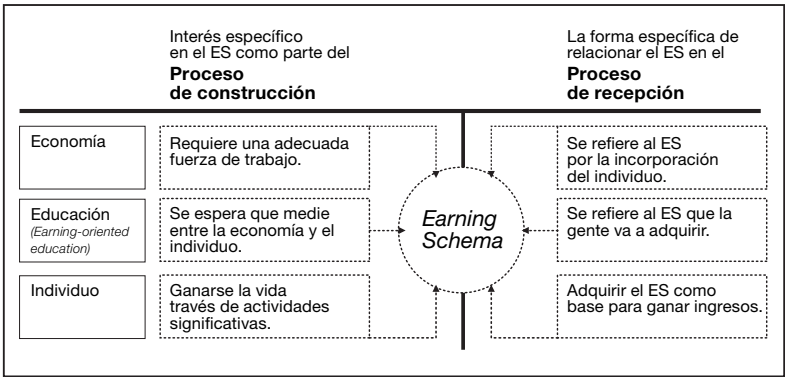 Interés específico
en el ES como parte del
Proceso
de construcción
La forma específica de
relacionar el ES en el
Proceso
de recepción
Economía
Requiere una adecuada
fuerza de trabajo.
Se refiere al ES
por la incorporación
del individuo.
Educación
(Earning-oriented
education)
Se espera que medie
entre la economía y el
individuo.
Earning
Schema
Se refiere al ES que la
gente va a adquirir.
Individuo
Ganarse la vida
través de actividades
significativas.
Adquirir el ES como
base para ganar ingresos.